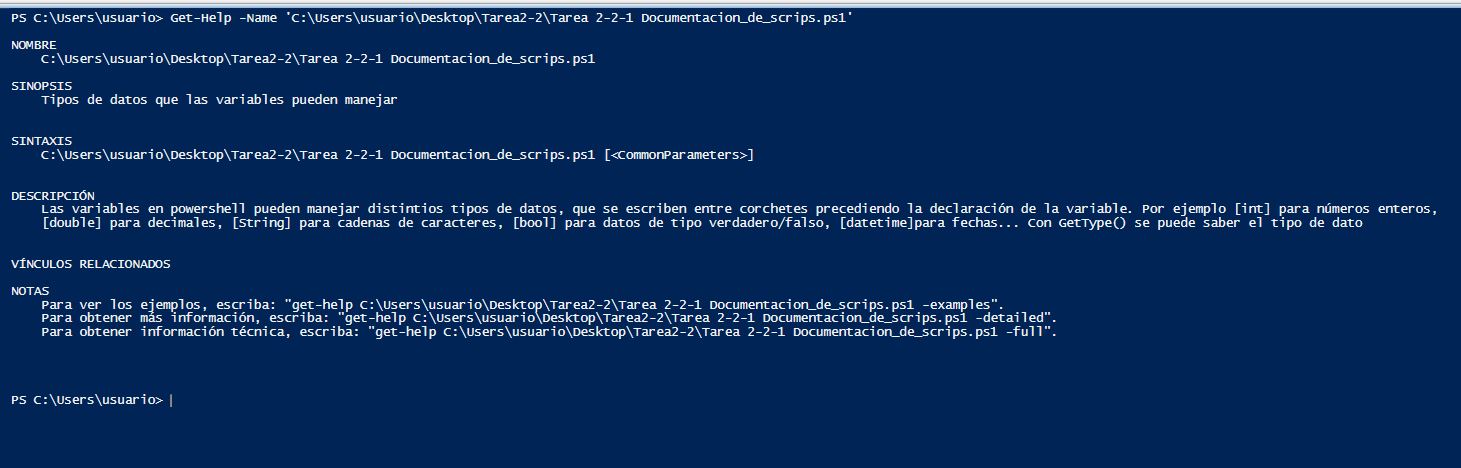 PS C:\Users\usuario> Get-Help -Name 'C:\Users\usuario\Desktop\Tarea2-2\Tarea 2-2-1 Documentacion_de_scrips.ps1'
NOMBRE
C:\Users\usuario\Desktop\Tarea2-2\Tarea 2-2-1 Documentacion_de_scrips.ps1
SINOPSIS
Tipos de datos que las variables pueden manejar
SINTAXIS
C:\Users\usuario\Desktop\Tarea2-2\Tarea 2-2-1 Documentacion_de_scrips.ps1 [<CommonParameters>]
DESCRIPCIÓN
Las variables en powershell pueden manejar distintios tipos de datos, que se escriben entre corchetes precediendo la declaración de la variable. Por ejemplo [int] para números enteros,
[double] para decimales, [String] para cadenas de caracteres, [bool] para datos de tipo verdadero/falso, [datetime]para fechas... Con GetType() se puede saber el tipo de dato
VÍNCULOS RELACIONADOS
NOTAS
Para ver los ejemplos, escriba: "get-help C:\Users\usuario\Desktop\Tarea2-2\Tarea 2-2-1 Documentacion_de_scrips.ps1 -examples".
Para obtener más información, escriba: "get-help C:\Users\usuario\Desktop\Tarea2-2\Tarea 2-2-1 Documentacion_de_scrips.ps1 -detailed".
Para obtener información técnica, escriba: "get-help C:\Users\usuario\Desktop\Tarea2-2\Tarea 2-2-1 Documentacion_de_scrips.ps1 -full".
PS C:\Users\usuario>